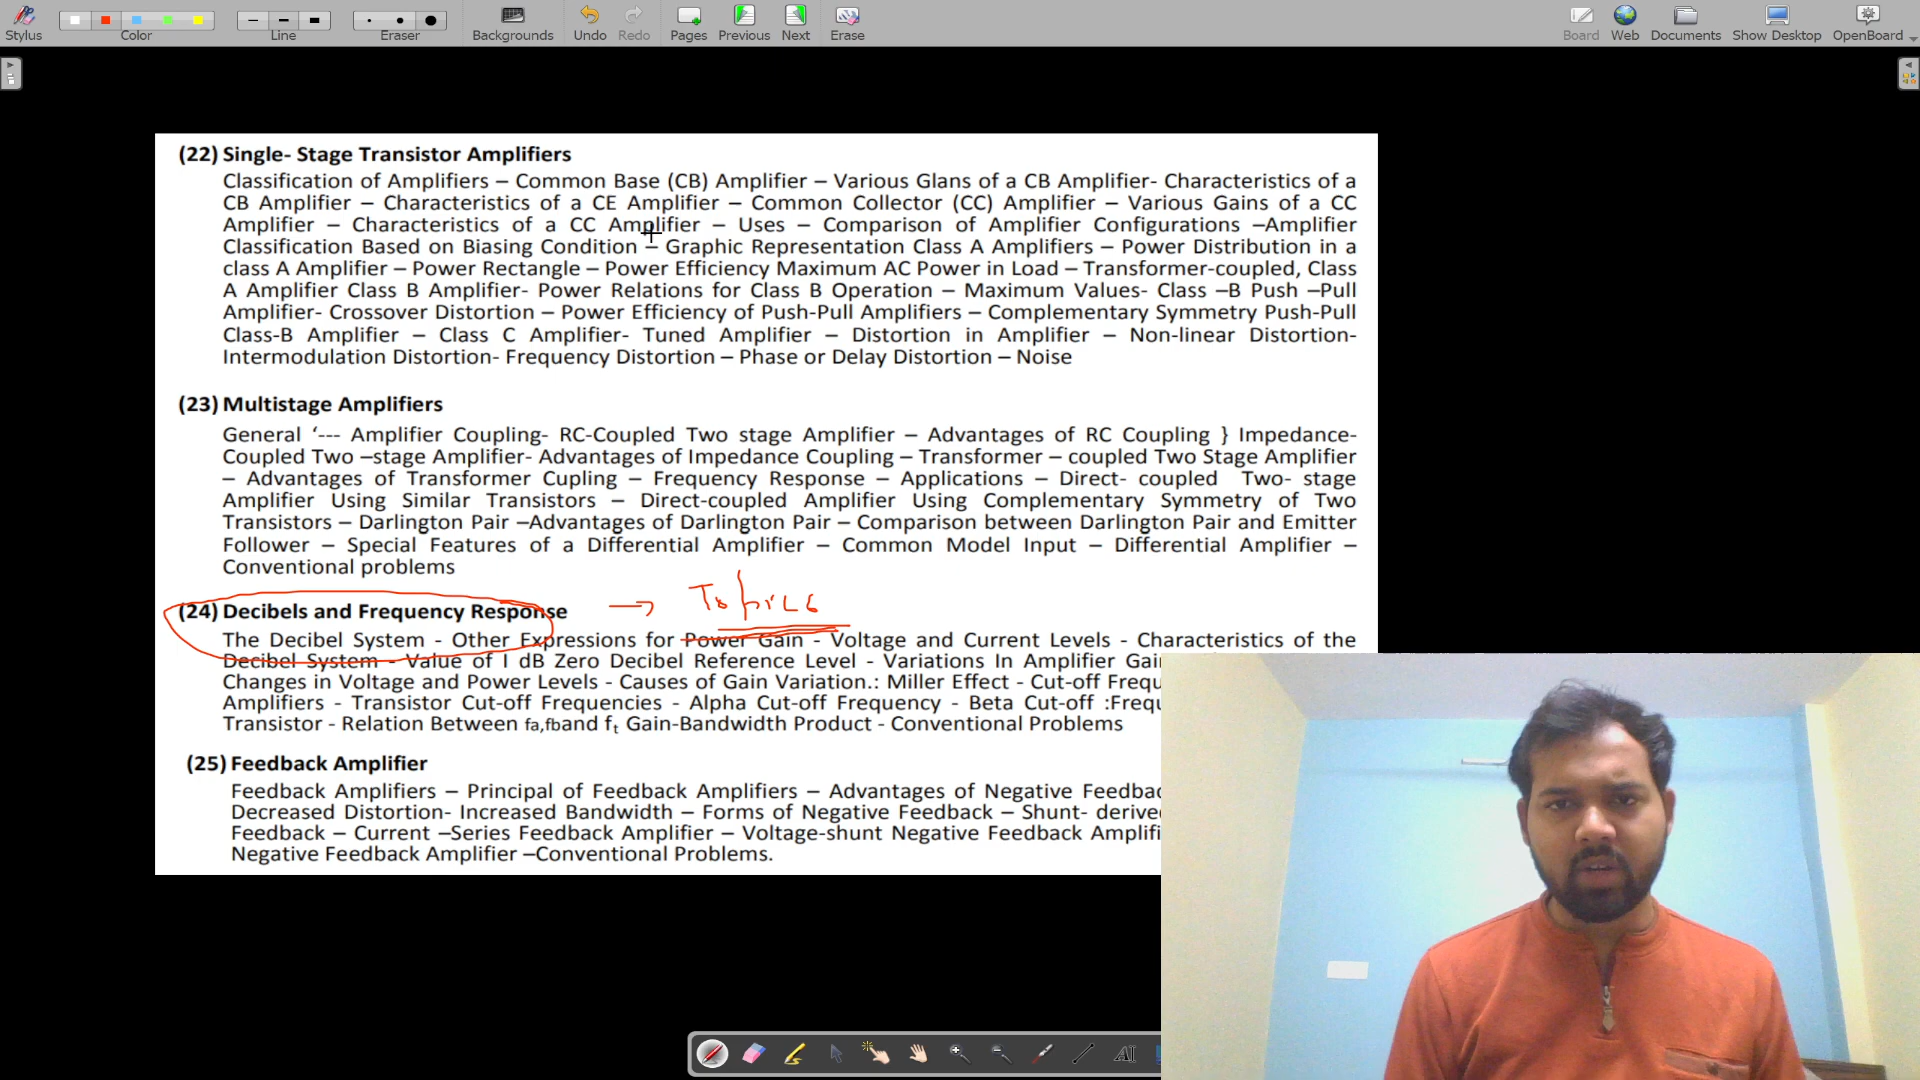 Stylus
Color
Line
Eraser
Backgrounds
Undo
Redo
Pages
Previous
Next
Erase
Board
Web
Documents
Show Desktop
OpenBoard
(22) Single- Stage Transistor Amplifiers
Classification of Amplifiers – Common Base (CB) Amplifier – Various Glans of a CB Amplifier- Characteristics of a
CB Amplifier – Characteristics of a CE Amplifier – Common Collector (CC) Amplifier – Various Gains of a CC
Amplifier – Characteristics of a CC Amplifier – Uses – Comparison of Amplifier Configurations –Amplifier
Classification Based on Biasing Condition – Graphic Representation Class A Amplifiers – Power Distribution in a
class A Amplifier – Power Rectangle – Power Efficiency Maximum AC Power in Load – Transformer-coupled, Class
A Amplifier Class B Amplifier- Power Relations for Class B Operation – Maximum Values- Class –B Push –Pull
Amplifier- Crossover Distortion – Power Efficiency of Push-Pull Amplifiers – Complementary Symmetry Push-Pull
Class-B Amplifier – Class C Amplifier- Tuned Amplifier – Distortion in Amplifier – Non-linear Distortion-
Intermodulation Distortion- Frequency Distortion – Phase or Delay Distortion – Noise
(23) Multistage Amplifiers
General ‘--- Amplifier Coupling- RC-Coupled Two stage Amplifier – Advantages of RC Coupling } Impedance-
Coupled Two –stage Amplifier- Advantages of Impedance Coupling – Transformer – coupled Two Stage Amplifier
– Advantages of Transformer Cupling – Frequency Response – Applications – Direct- coupled Two- stage
Amplifier Using Similar Transistors – Direct-coupled Amplifier Using Complementary Symmetry of Two
Transistors – Darlington Pair –Advantages of Darlington Pair – Comparison between Darlington Pair and Emitter
Follower – Special Features of a Differential Amplifier – Common Model Input – Differential Amplifier –
Conventional problems
(24) Decibels and Frequency Response → Topics
The Decibel System - Other Expressions for Power Gain - Voltage and Current Levels - Characteristics of the
Decibel System - Value of I dB Zero Decibel Reference Level - Variations In Amplifier Gai
Changes in Voltage and Power Levels - Causes of Gain Variation.: Miller Effect - Cut-off Frequ
Amplifiers - Transistor Cut-off Frequencies - Alpha Cut-off Frequency - Beta Cut-off :Frequ
Transistor - Relation Between fa,fband ft Gain-Bandwidth Product - Conventional Problems
(25) Feedback Amplifier
Feedback Amplifiers – Principal of Feedback Amplifiers – Advantages of Negative Feedbac
Decreased Distortion- Increased Bandwidth – Forms of Negative Feedback – Shunt- derive
Feedback – Current –Series Feedback Amplifier – Voltage-shunt Negative Feedback Amplifi
Negative Feedback Amplifier –Conventional Problems.